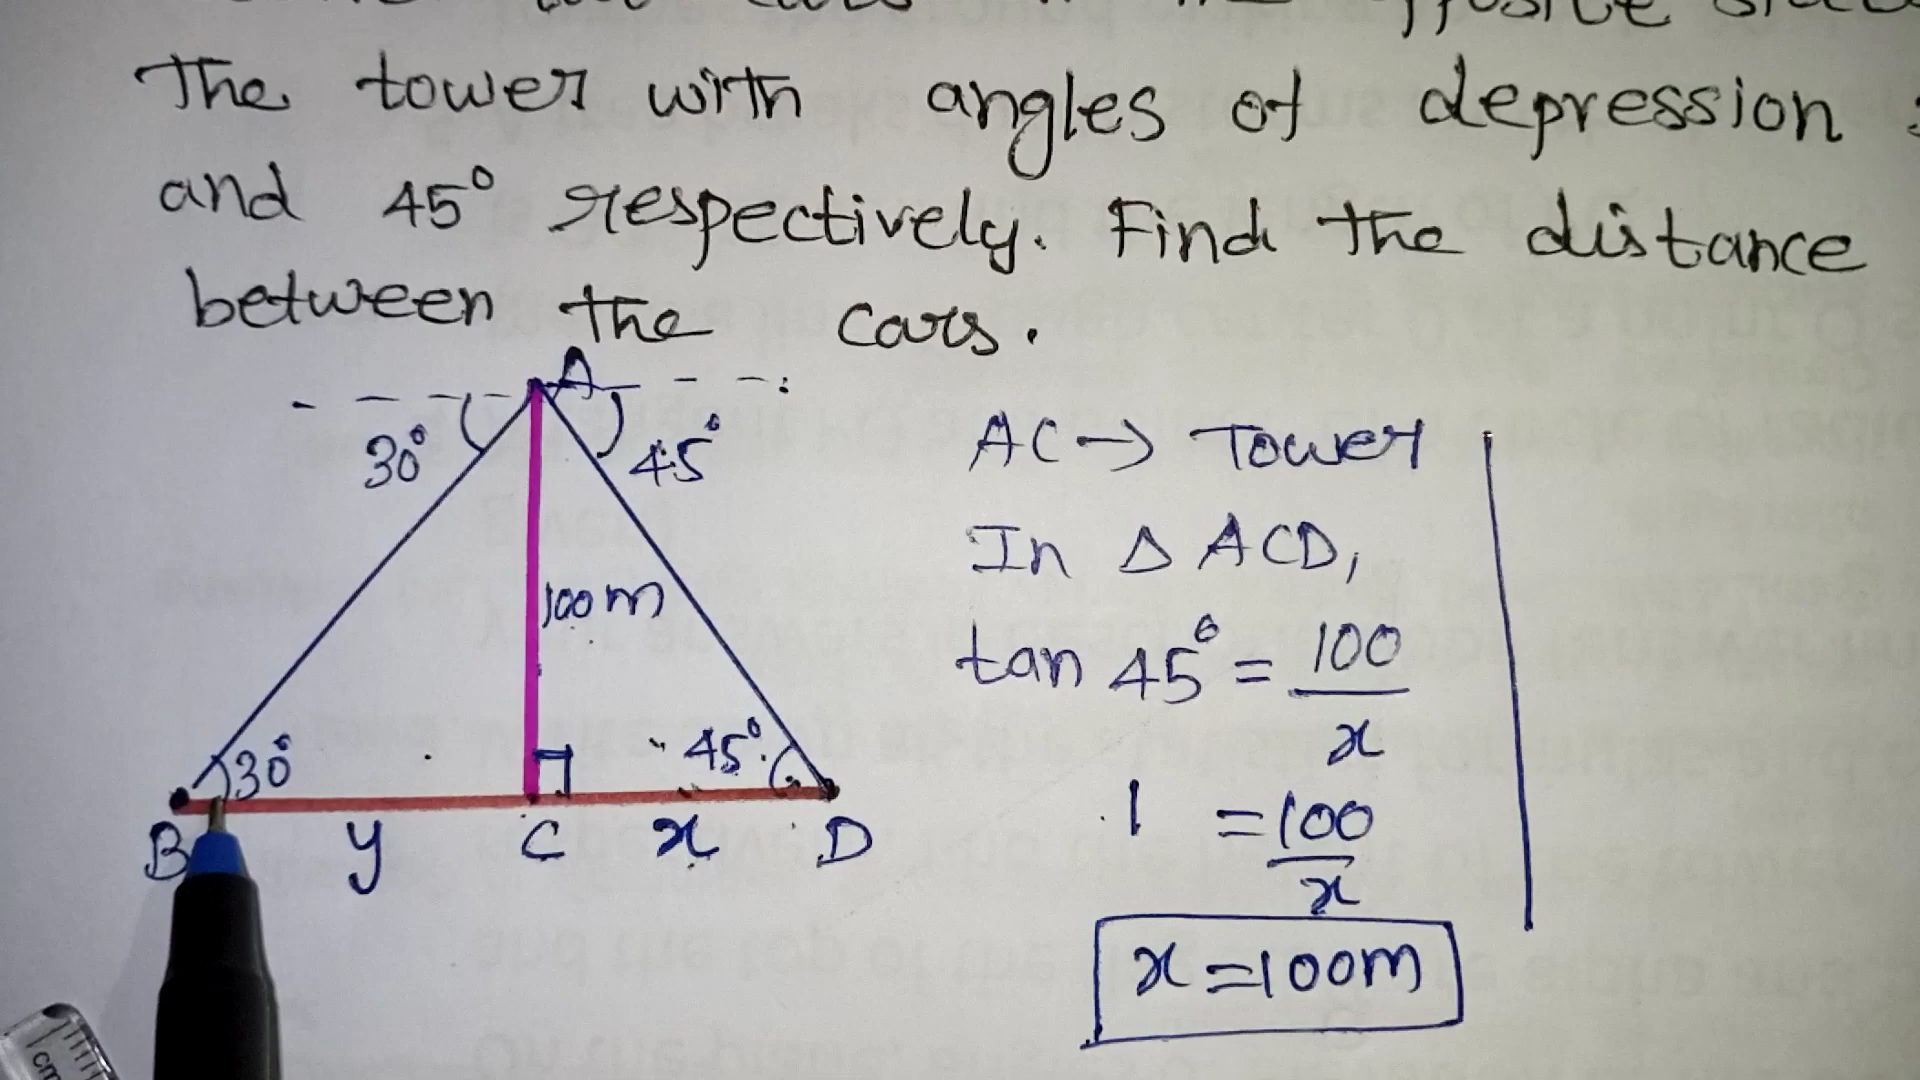 The tower with angles of depression
and 45° respectively. Find the distance
between the cars.
A
30° 45°
100m
30° 45°
B y C x D
AC → Tower
In Δ ACD,
tan 45° = 100/x
1 = 100/x
x = 100m
cm